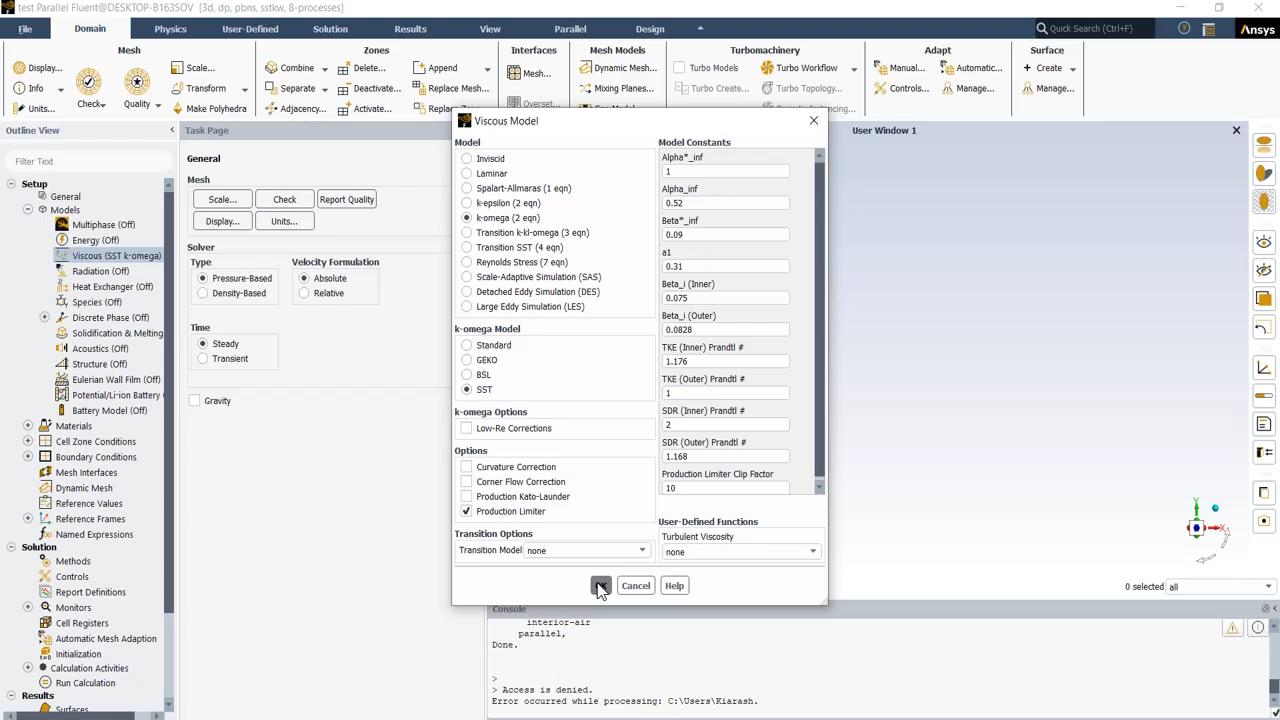 test Parallel Fluent@DESKTOP-B163SOV [3d, dp, pbns, sstkw, 8-processes]
File Domain Physics User-Defined Solution Results View Parallel Design Quick Search (Ctrl+F) Ansys
Mesh Zones Interfaces Mesh Models Turbomachinery Adapt Surface
Display... Scale... Combine Delete... Append Mesh... Dynamic Mesh... Turbo Models Turbo Workflow Manual... Automatic... Create
Info Check Quality Transform Separate Deactivate... Replace Mesh... Overset... Mixing Planes... Turbo Create... Turbo Topology... Controls... Manage... Manage...
Units... Make Polyhedra Adjacency... Activate... Replace
Outline View
Filter Text
Setup
General
Models
Multiphase (Off)
Energy (Off)
Viscous (SST k-omega)
Radiation (Off)
Heat Exchanger (Off)
Species (Off)
Discrete Phase (Off)
Solidification & Melting
Acoustics (Off)
Structure (Off)
Eulerian Wall Film (Off)
Potential/Li-ion Battery
Battery Model (Off)
Materials
Cell Zone Conditions
Boundary Conditions
Mesh Interfaces
Dynamic Mesh
Reference Values
Reference Frames
Named Expressions
Solution
Methods
Controls
Report Definitions
Monitors
Cell Registers
Automatic Mesh Adaption
Initialization
Calculation Activities
Run Calculation
Results
Surfaces
Task Page
General
Mesh
Scale... Check Report Quality
Display... Units...
Solver
Type Velocity Formulation
Pressure-Based Absolute
Density-Based Relative
Time
Steady
Transient
Gravity
Viscous Model
Model
Inviscid
Laminar
Spalart-Allmaras (1 eqn)
k-epsilon (2 eqn)
k-omega (2 eqn)
Transition k-kl-omega (3 eqn)
Transition SST (4 eqn)
Reynolds Stress (7 eqn)
Scale-Adaptive Simulation (SAS)
Detached Eddy Simulation (DES)
Large Eddy Simulation (LES)
k-omega Model
Standard
GEKO
BSL
SST
k-omega Options
Low-Re Corrections
Options
Curvature Correction
Corner Flow Correction
Production Kato-Launder
Production Limiter
Transition Options
Transition Model none
Model Constants
Alpha*_inf
1
Alpha_inf
0.52
Beta*_inf
0.09
a1
0.31
Beta_i (Inner)
0.075
Beta_i (Outer)
0.0828
TKE (Inner) Prandtl #
1.176
TKE (Outer) Prandtl #
1
SDR (Inner) Prandtl #
2
SDR (Outer) Prandtl #
1.168
Production Limiter Clip Factor
10
User-Defined Functions
Turbulent Viscosity
none
Cancel Help
User Window 1
Y
X
0 selected all
Console
interior-air
parallel,
Done.
>
> Access is denied.
Error occurred while processing: C:\Users\Kiarash.